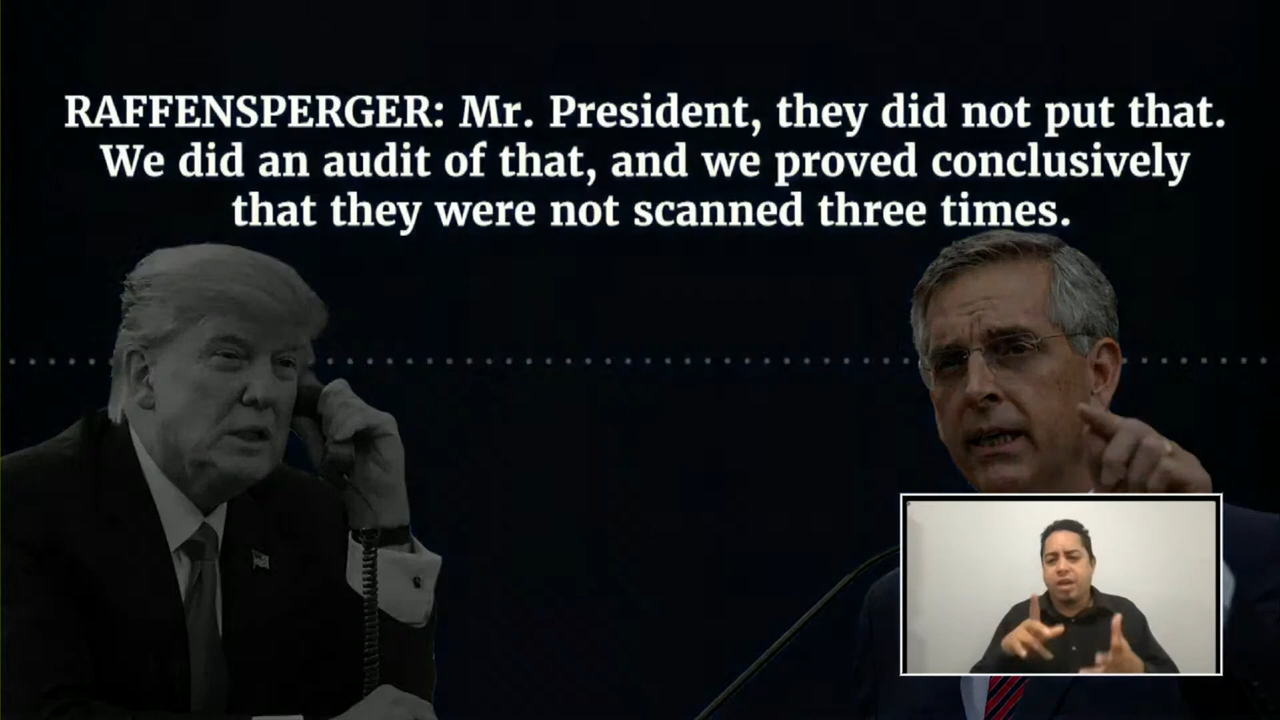 RAFFENSPERGER: Mr. President, they did not put that.
We did an audit of that, and we proved conclusively
that they were not scanned three times.